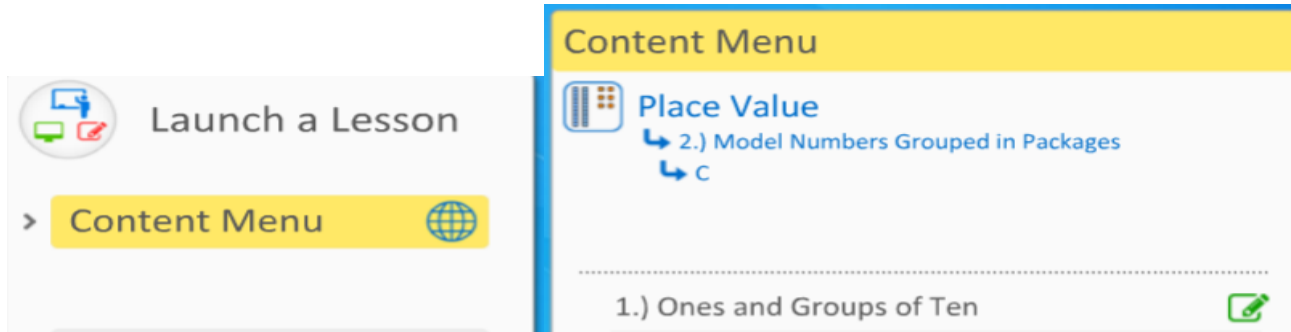 Launch a Lesson
Content Menu
Content Menu
Place Value
2.) Model Numbers Grouped in Packages
C
1.) Ones and Groups of Ten